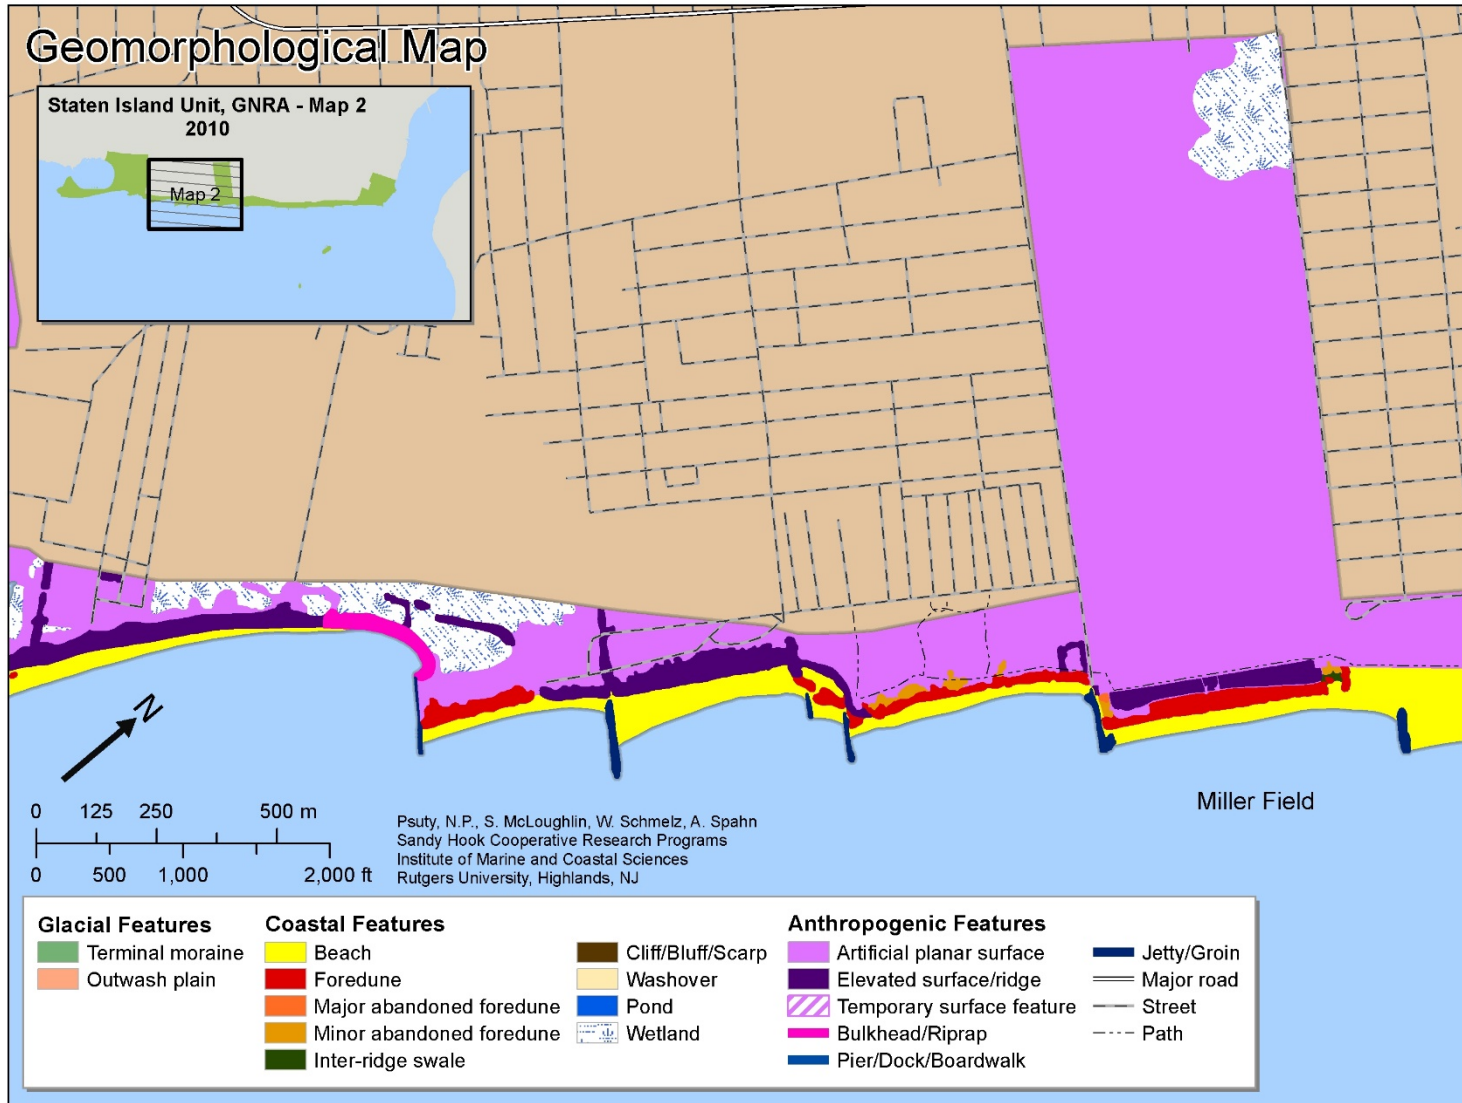 Geomorphological Map
Staten Island Unit, GNRA - Map 2
2010
Map 2
N
0 125 250 500 m
0 500 1,000 2,000 ft
Psuty, N.P., S. McLoughlin, W. Schmelz, A. Spahn
Sandy Hook Cooperative Research Programs
Institute of Marine and Coastal Sciences
Rutgers University, Highlands, NJ
Miller Field
Glacial Features
Terminal moraine
Outwash plain
Coastal Features
Beach
Foredune
Major abandoned foredune
Minor abandoned foredune
Inter-ridge swale
Cliff/Bluff/Scarp
Washover
Pond
Wetland
Anthropogenic Features
Artificial planar surface
Elevated surface/ridge
Temporary surface feature
Bulkhead/Riprap
Pier/Dock/Boardwalk
Jetty/Groin
Major road
Street
Path